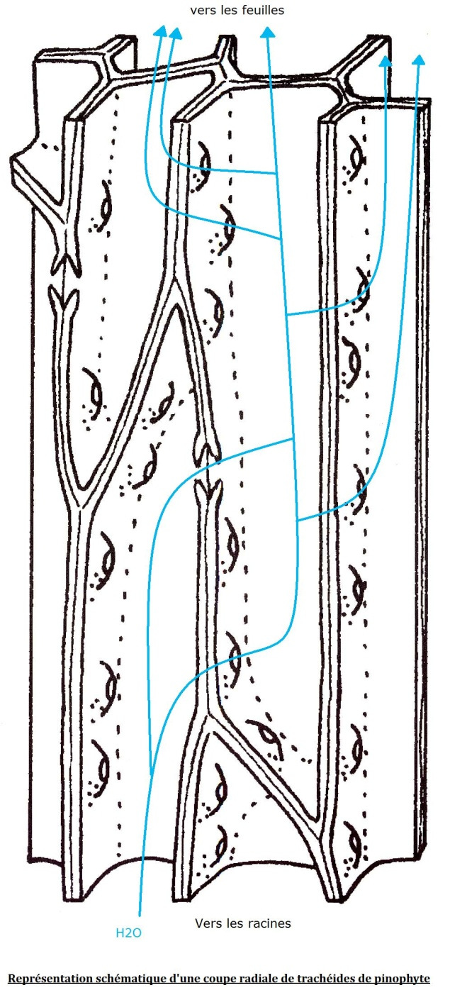 vers les feuilles
H2O
Vers les racines
Représentation schématique d'une coupe radiale de trachéides de pinophyte